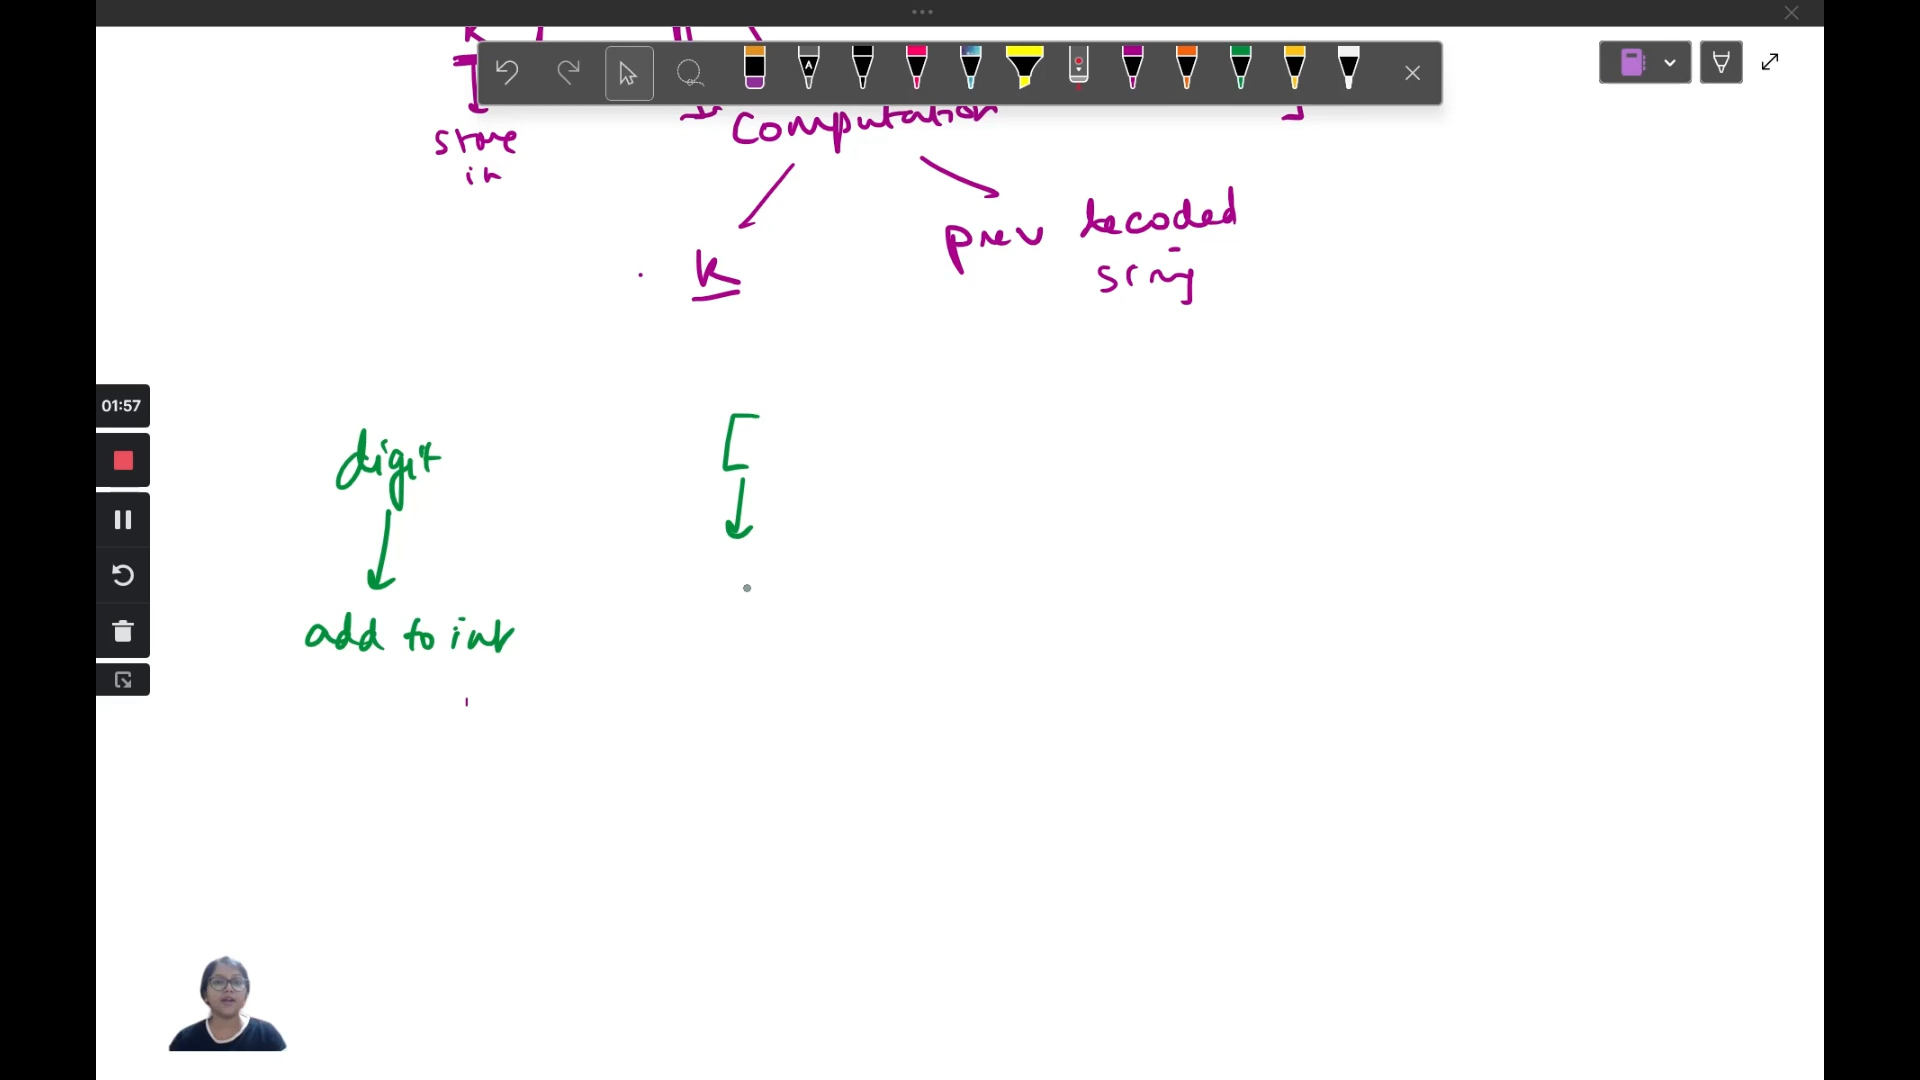 Computation
store
in
K
prev decoded
string
01:57
digit
[
add to int